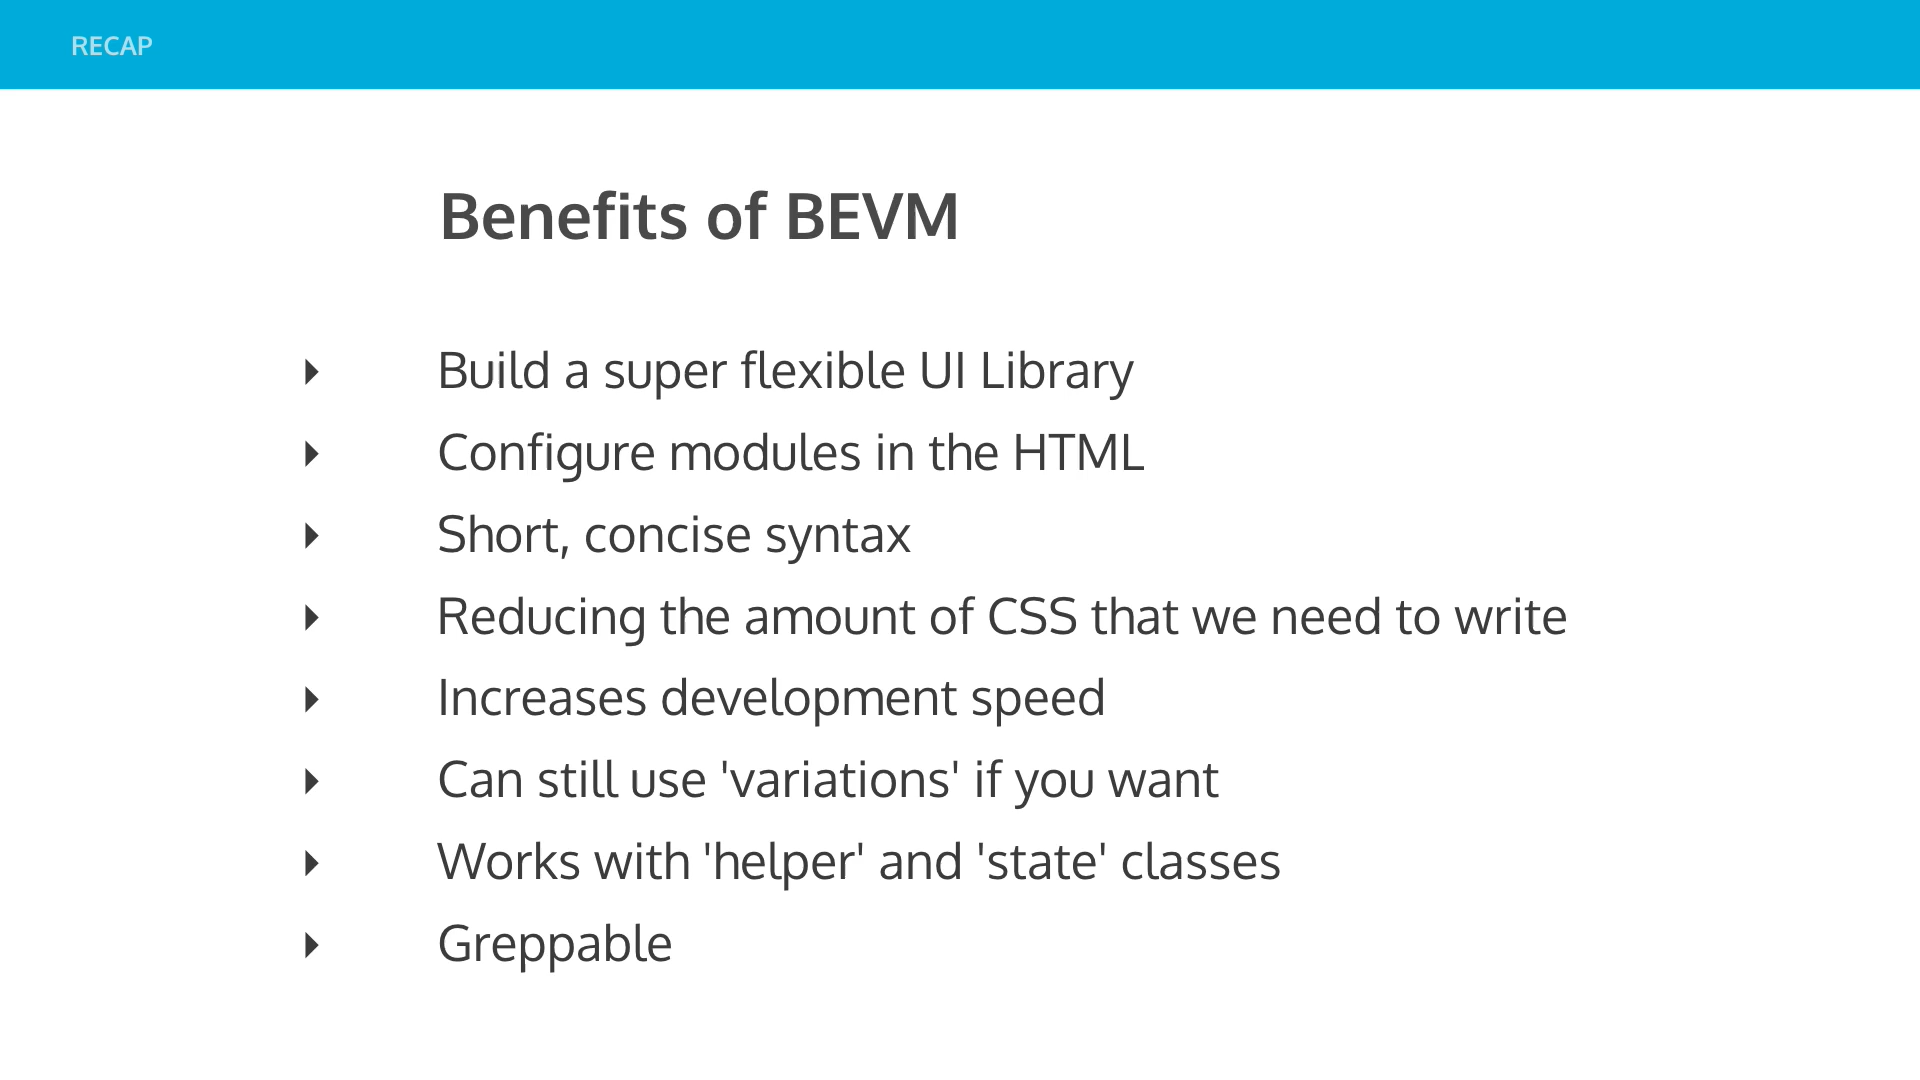 RECAP
Benefits of BEVM
Build a super flexible UI Library
Configure modules in the HTML
Short, concise syntax
Reducing the amount of CSS that we need to write
Increases development speed
Can still use 'variations' if you want
Works with 'helper' and 'state' classes
Greppable